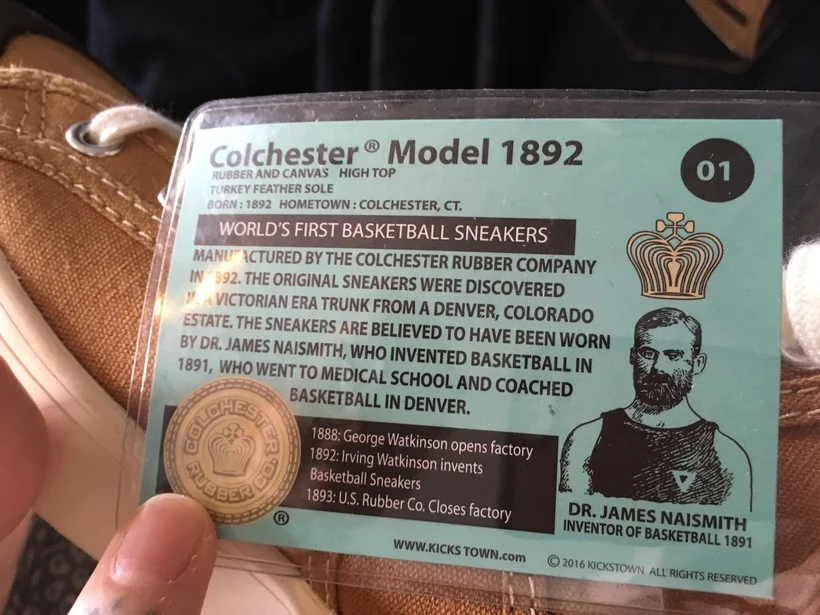 Colchester ® Model 1892
01
RUBBER AND CANVAS HIGH TOP
TURKEY FEATHER SOLE
BORN : 1892 HOMETOWN : COLCHESTER, CT.
WORLD'S FIRST BASKETBALL SNEAKERS
MANUFACTURED BY THE COLCHESTER RUBBER COMPANY
IN 1892. THE ORIGINAL SNEAKERS WERE DISCOVERED
IN A VICTORIAN ERA TRUNK FROM A DENVER, COLORADO
ESTATE. THE SNEAKERS ARE BELIEVED TO HAVE BEEN WORN
BY DR. JAMES NAISMITH, WHO INVENTED BASKETBALL IN
1891, WHO WENT TO MEDICAL SCHOOL AND COACHED
BASKETBALL IN DENVER.
COLCHESTER
RUBBER CO.
®
1888: George Watkinson opens factory
1892: Irving Watkinson invents
Basketball Sneakers
1893: U.S. Rubber Co. Closes factory
DR. JAMES NAISMITH
INVENTOR OF BASKETBALL 1891
WWW.KICKSTOWN.com
© 2016 KICKSTOWN ALL RIGHTS RESERVED